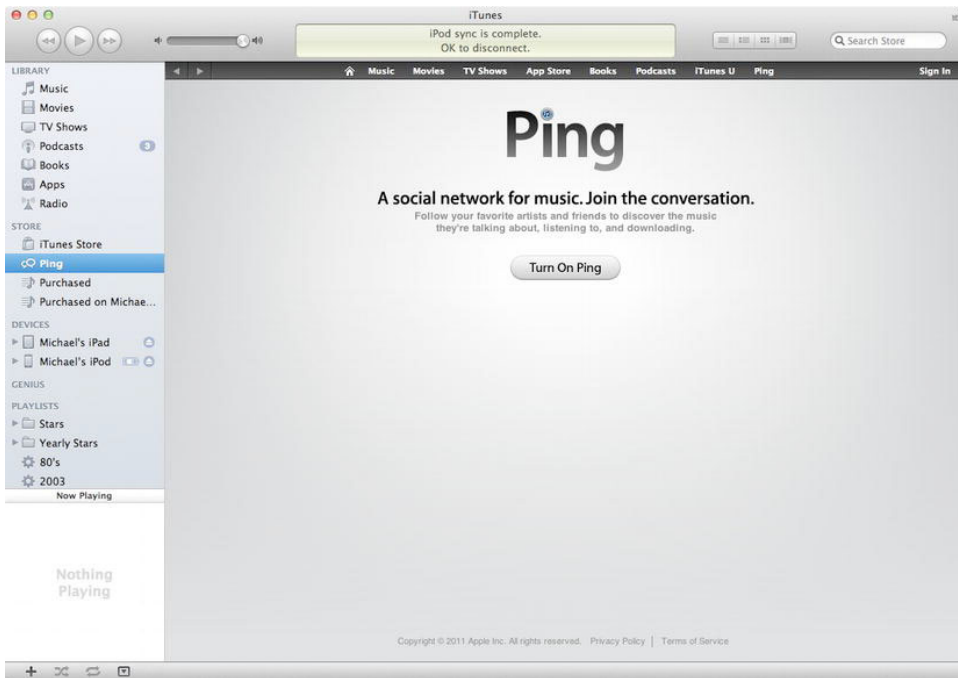 iTunes
iPod sync is complete.
OK to disconnect.
Search Store
LIBRARY
Music
Movies
TV Shows
Podcasts 3
Books
Apps
Radio
STORE
iTunes Store
Ping
Purchased
Purchased on Michae...
DEVICES
Michael's iPad
Michael's iPod
GENIUS
PLAYLISTS
Stars
Yearly Stars
80's
2003
Now Playing
Nothing
Playing
Music Movies TV Shows App Store Books Podcasts iTunes U Ping Sign In
Ping
A social network for music. Join the conversation.
Follow your favorite artists and friends to discover the music
they're talking about, listening to, and downloading.
Turn On Ping
Copyright © 2011 Apple Inc. All rights reserved. Privacy Policy | Terms of Service